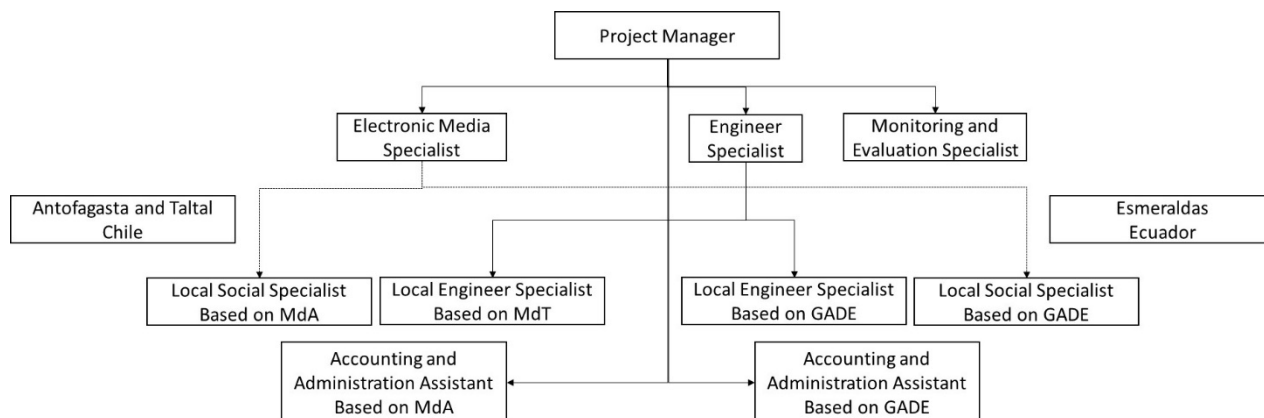 Project Manager
Electronic Media
Specialist
Engineer
Specialist
Monitoring and
Evaluation Specialist
Antofagasta and Taltal
Chile
Esmeraldas
Ecuador
Local Social Specialist
Based on MdA
Local Engineer Specialist
Based on MdT
Local Engineer Specialist
Based on GADE
Local Social Specialist
Based on GADE
Accounting and
Administration Assistant
Based on MdA
Accounting and
Administration Assistant
Based on GADE